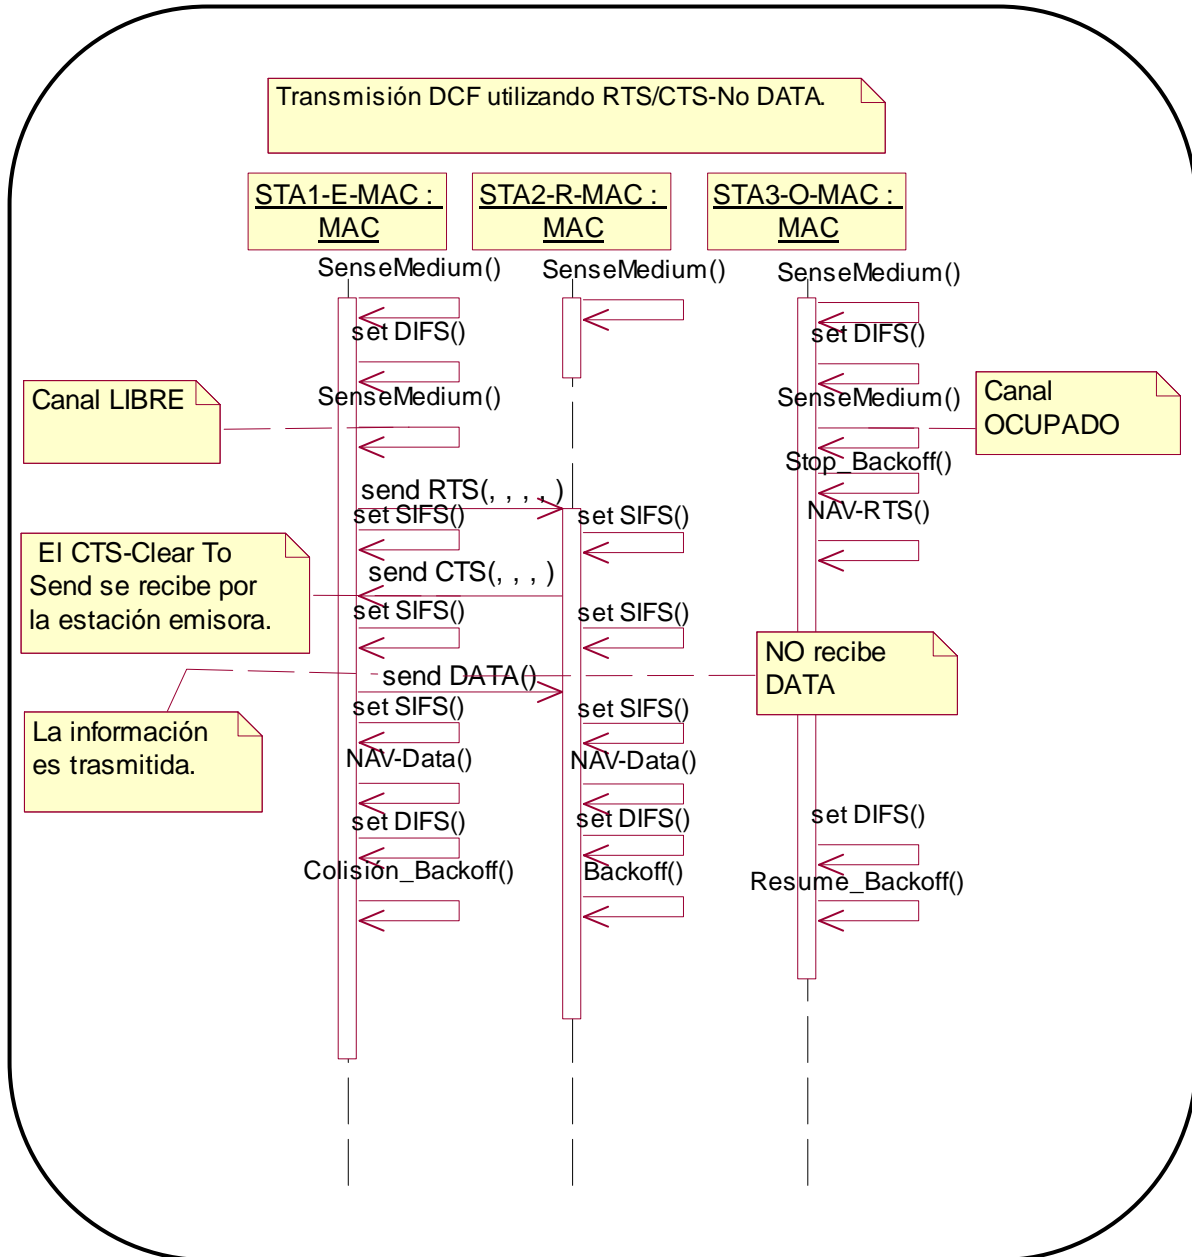 Transmisión DCF utilizando RTS/CTS-No DATA.
STA1-E-MAC :
MAC
STA2-R-MAC :
MAC
STA3-O-MAC :
MAC
SenseMedium()
SenseMedium()
SenseMedium()
set DIFS()
set DIFS()
Canal LIBRE
SenseMedium()
SenseMedium()
Canal
OCUPADO
Stop_Backoff()
send RTS(, , , , )
NAV-RTS()
set SIFS()
set SIFS()
El CTS-Clear To
Send se recibe por
la estación emisora.
send CTS(, , , )
set SIFS()
set SIFS()
NO recibe
DATA
send DATA()
La información
es trasmitida.
set SIFS()
set SIFS()
NAV-Data()
NAV-Data()
set DIFS()
set DIFS()
set DIFS()
Colisión_Backoff()
Backoff()
Resume_Backoff()